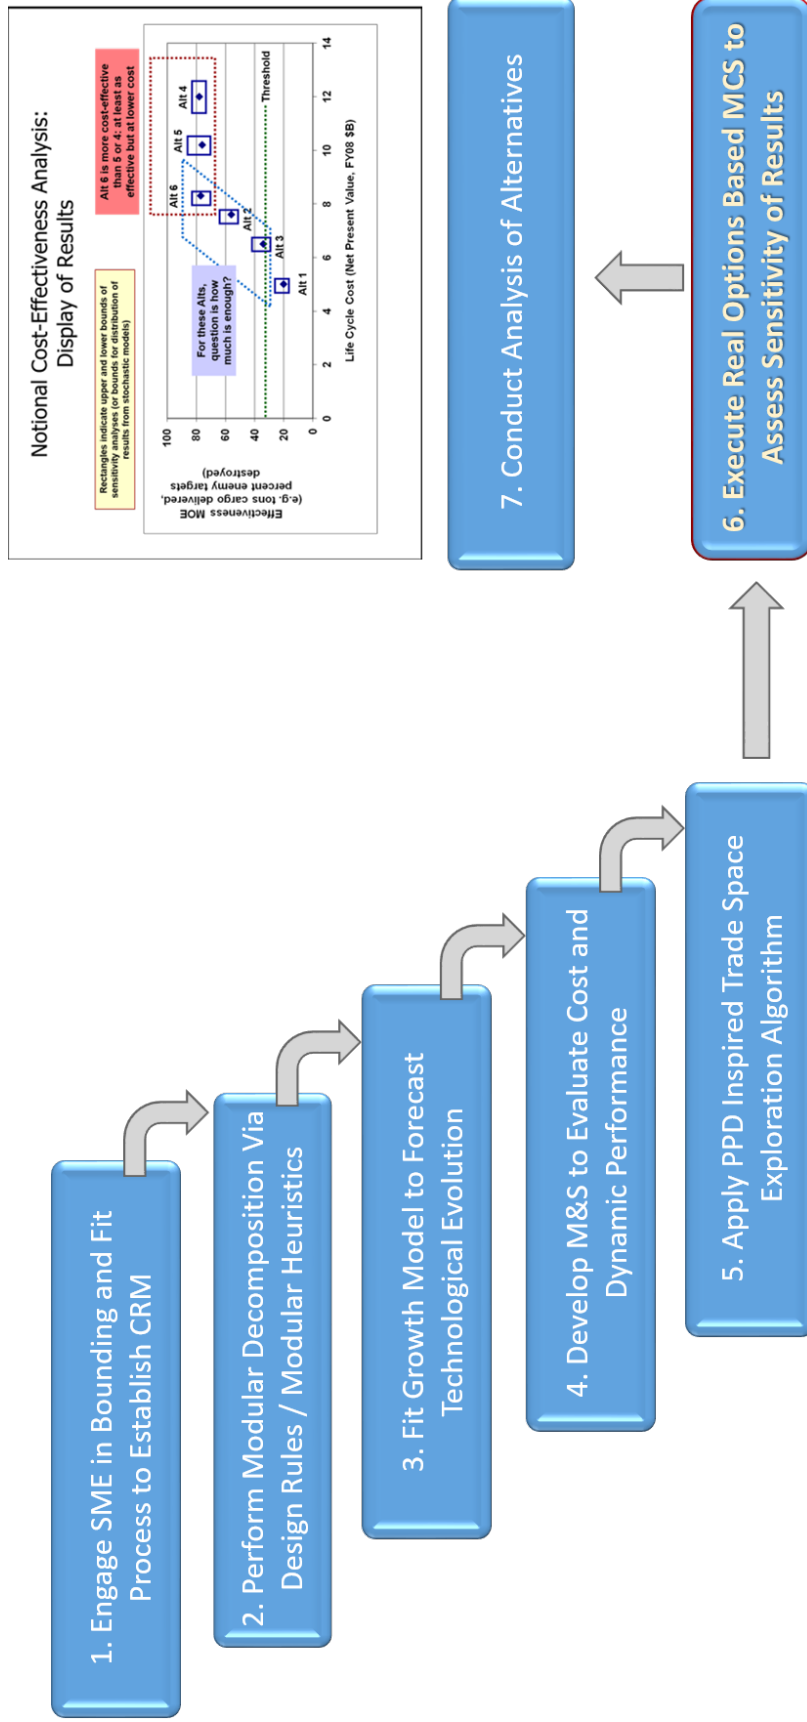 1. Engage SME in Bounding and Fit
Process to Establish CRM
2. Perform Modular Decomposition Via
Design Rules / Modular Heuristics
3. Fit Growth Model to Forecast
Technological Evolution
4. Develop M&S to Evaluate Cost and
Dynamic Performance
5. Apply PPD Inspired Trade Space
Exploration Algorithm
6. Execute Real Options Based MCS to
Assess Sensitivity of Results
7. Conduct Analysis of Alternatives
Notional Cost-Effectiveness Analysis:
Display of Results
Rectangles indicate upper and lower bounds of
sensitivity analyses (or bounds for distribution of
results from stochastic models)
Alt 6 is more cost-effective
than 5 or 4: at least as
effective but at lower cost
Effectiveness MOE
(e.g. tons cargo delivered,
percent enemy targets
destroyed)
100
80
60
40
20
0
For these Alts,
question is how
much is enough?
Alt 6
Alt 5
Alt 4
Alt 2
Alt 3
Alt 1
Threshold
0
2
4
6
8
10
12
14
Life Cycle Cost (Net Present Value, FY08 $B)